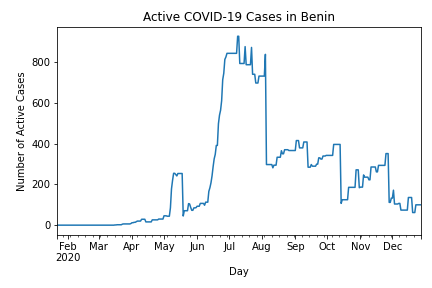 Active COVID-19 Cases in Benin
Number of Active Cases
800
600
400
200
0
Feb Mar Apr May Jun Jul Aug Sep Oct Nov Dec
2020
Day